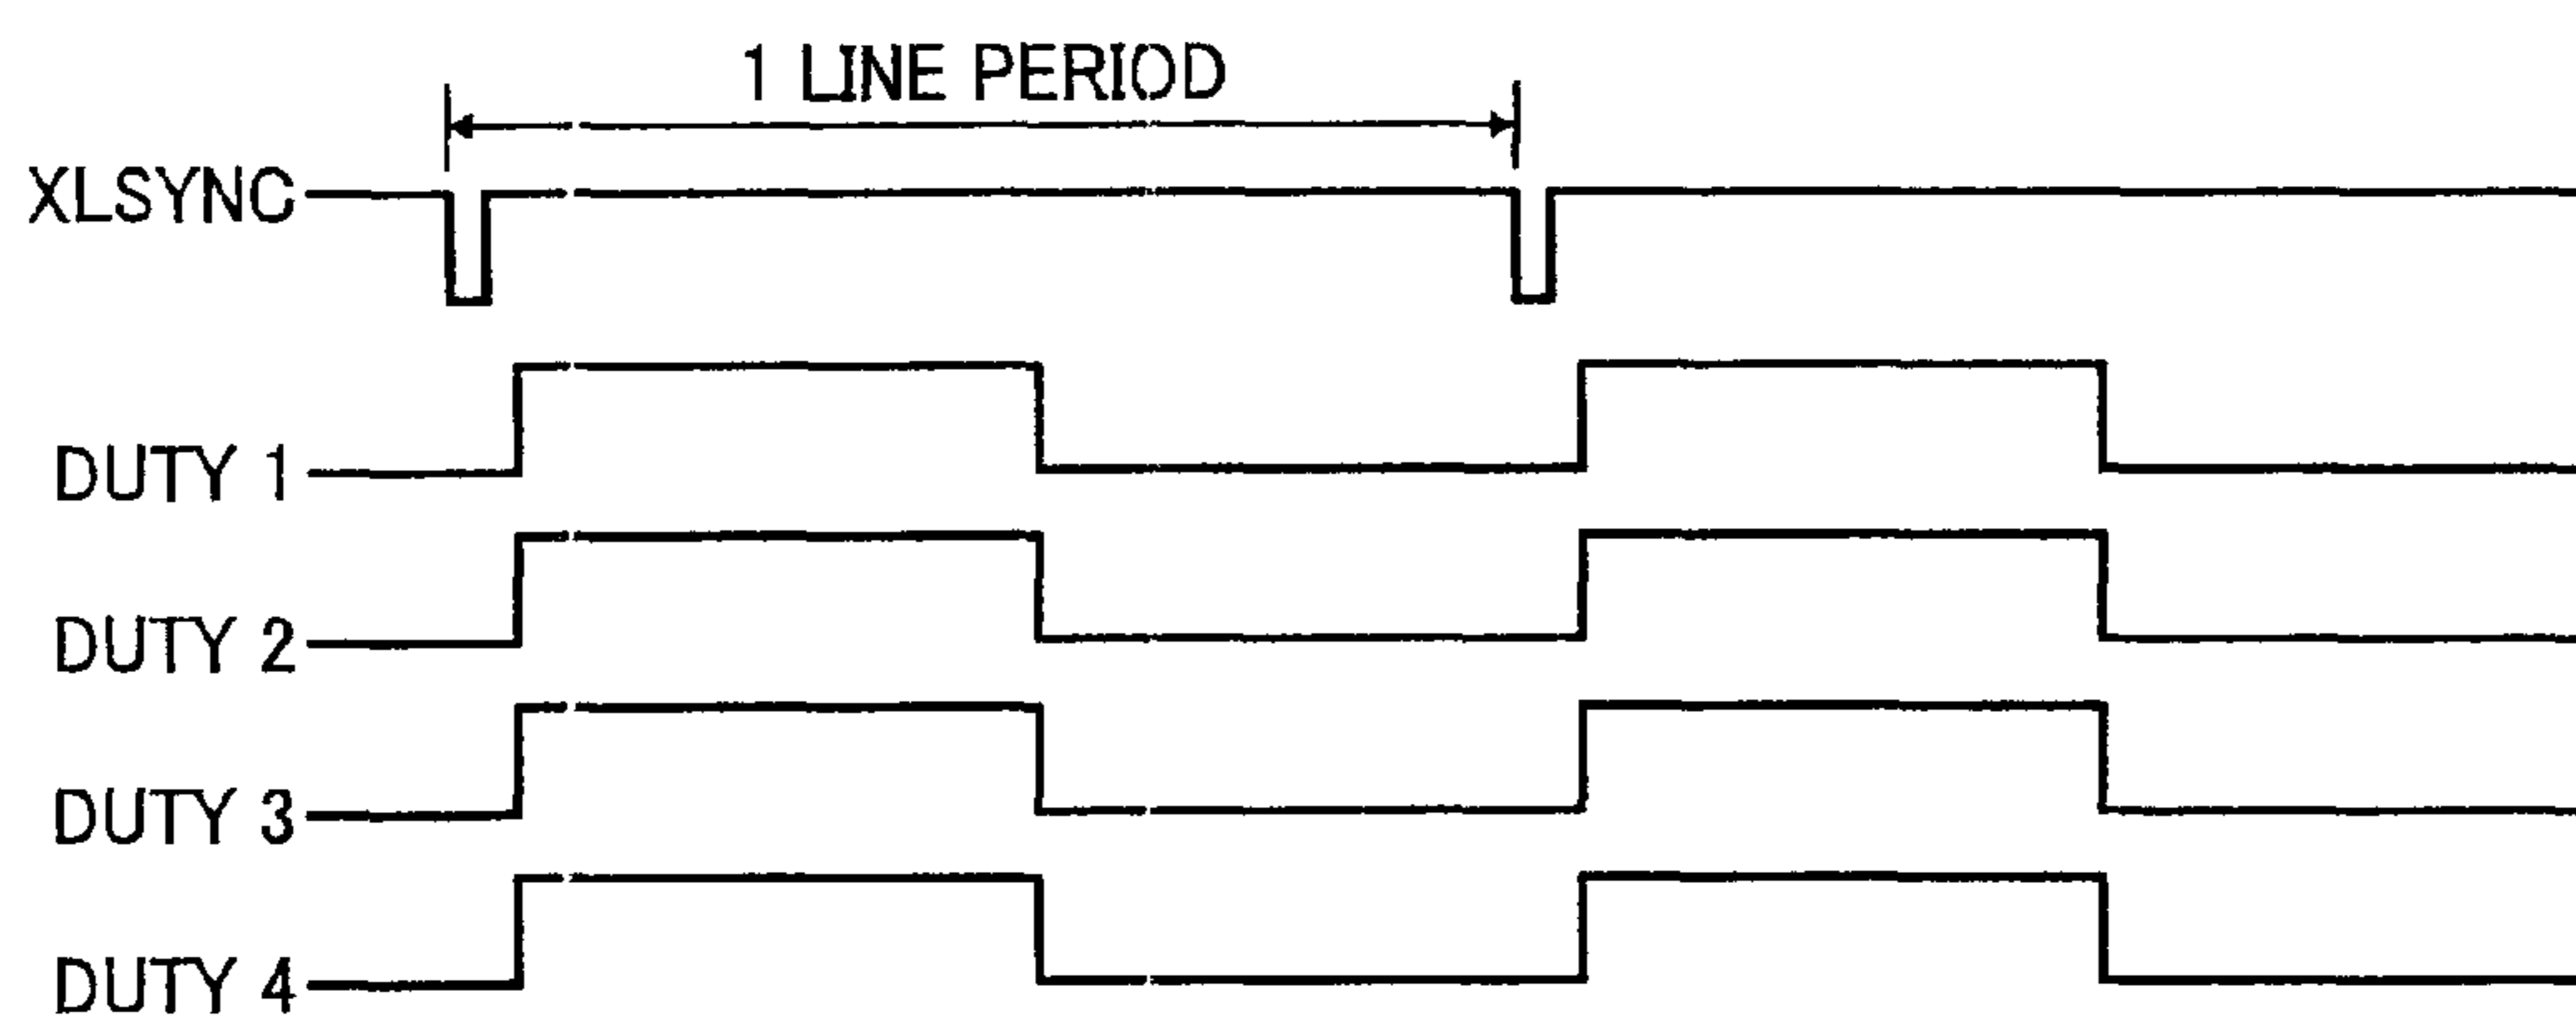 1 LINE PERIOD
XLSYNC
DUTY 1
DUTY 2
DUTY 3
DUTY 4